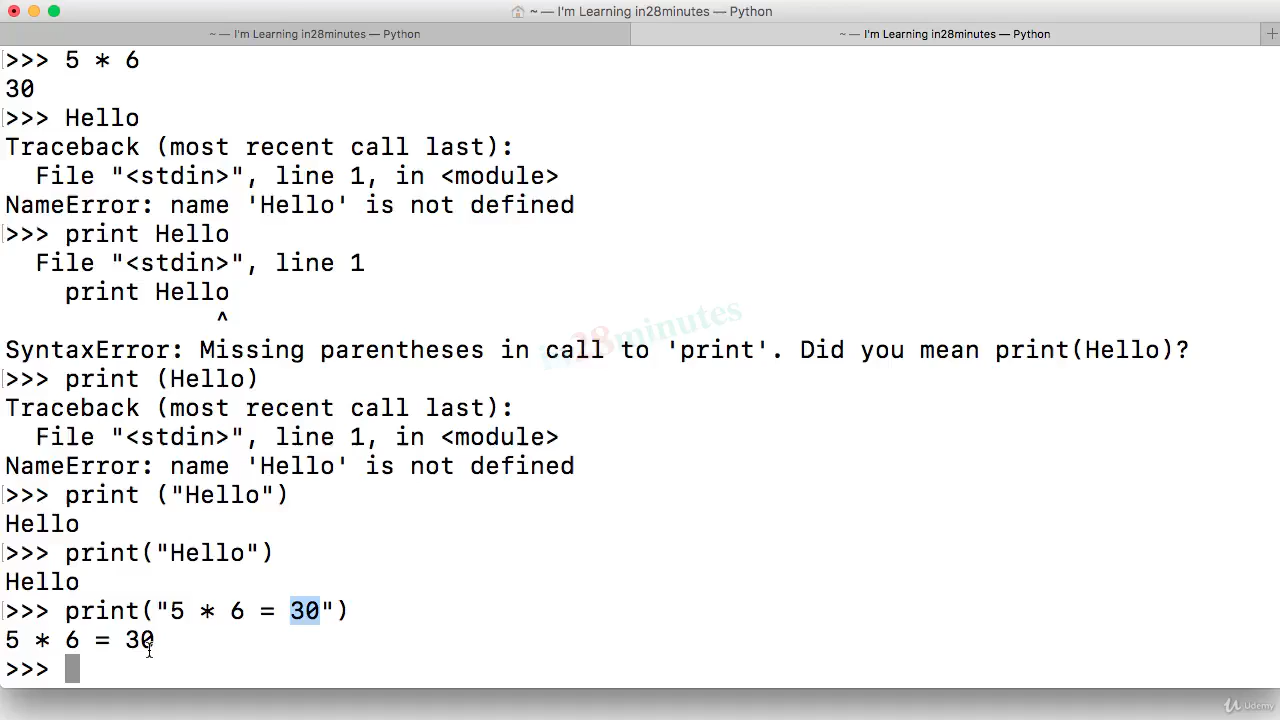 ~ — I'm Learning in28minutes — Python
~ — I'm Learning in28minutes — Python
~ — I'm Learning in28minutes — Python
>>> 5 * 6
30
>>> Hello
Traceback (most recent call last):
  File "<stdin>", line 1, in <module>
NameError: name 'Hello' is not defined
>>> print Hello
  File "<stdin>", line 1
    print Hello
              ^
SyntaxError: Missing parentheses in call to 'print'. Did you mean print(Hello)?
>>> print (Hello)
Traceback (most recent call last):
  File "<stdin>", line 1, in <module>
NameError: name 'Hello' is not defined
>>> print ("Hello")
Hello
>>> print("Hello")
Hello
>>> print("5 * 6 = 30")
5 * 6 = 30
>>>
in28minutes
Udemy